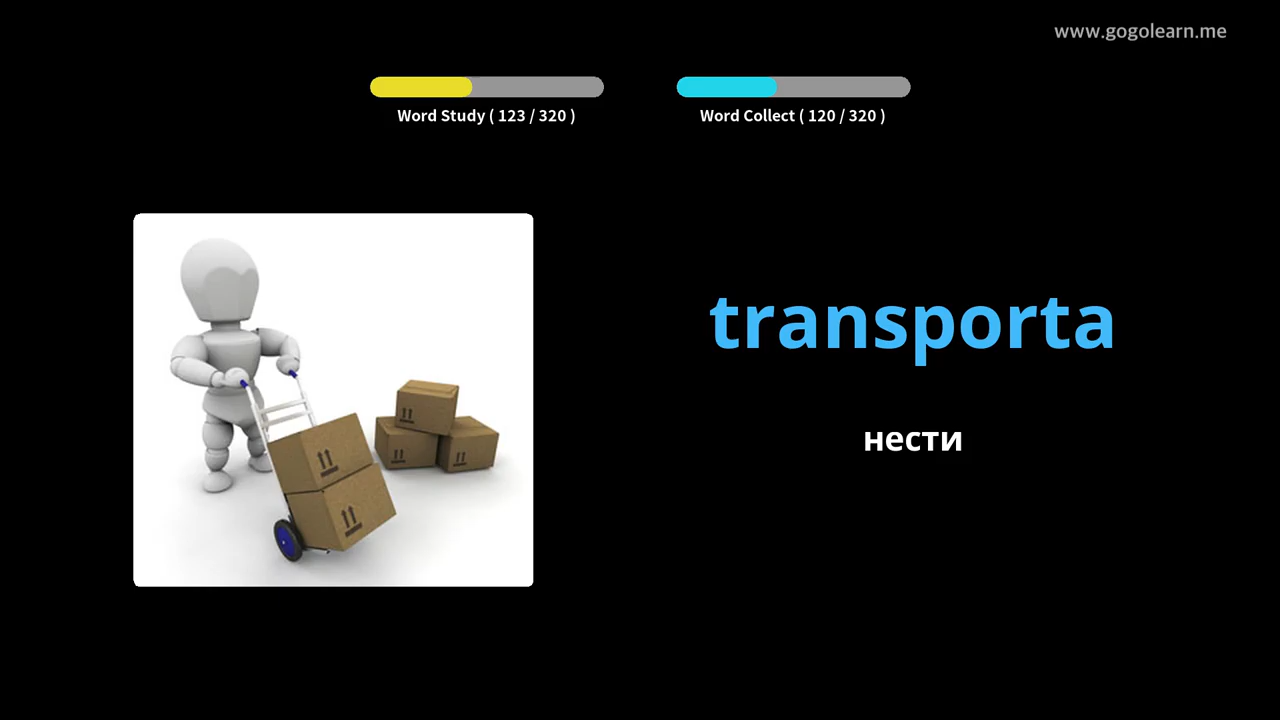 www.gogolearn.me
Word Study ( 123 / 320 )
Word Collect ( 120 / 320 )
transporta
нести